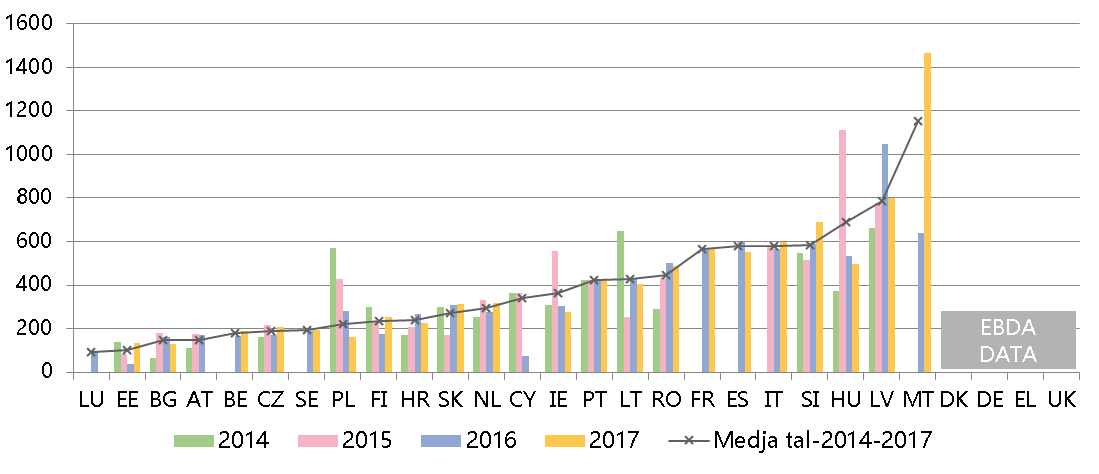 1600
1400
1200
1000
800
600
400
200
0
EBDA
DATA
LU EE BG AT BE CZ SE PL FI HR SK NL CY IE PT LT RO FR ES IT SI HU LV MT DK DE EL UK
2014 2015 2016 2017 Medja tal-2014-2017